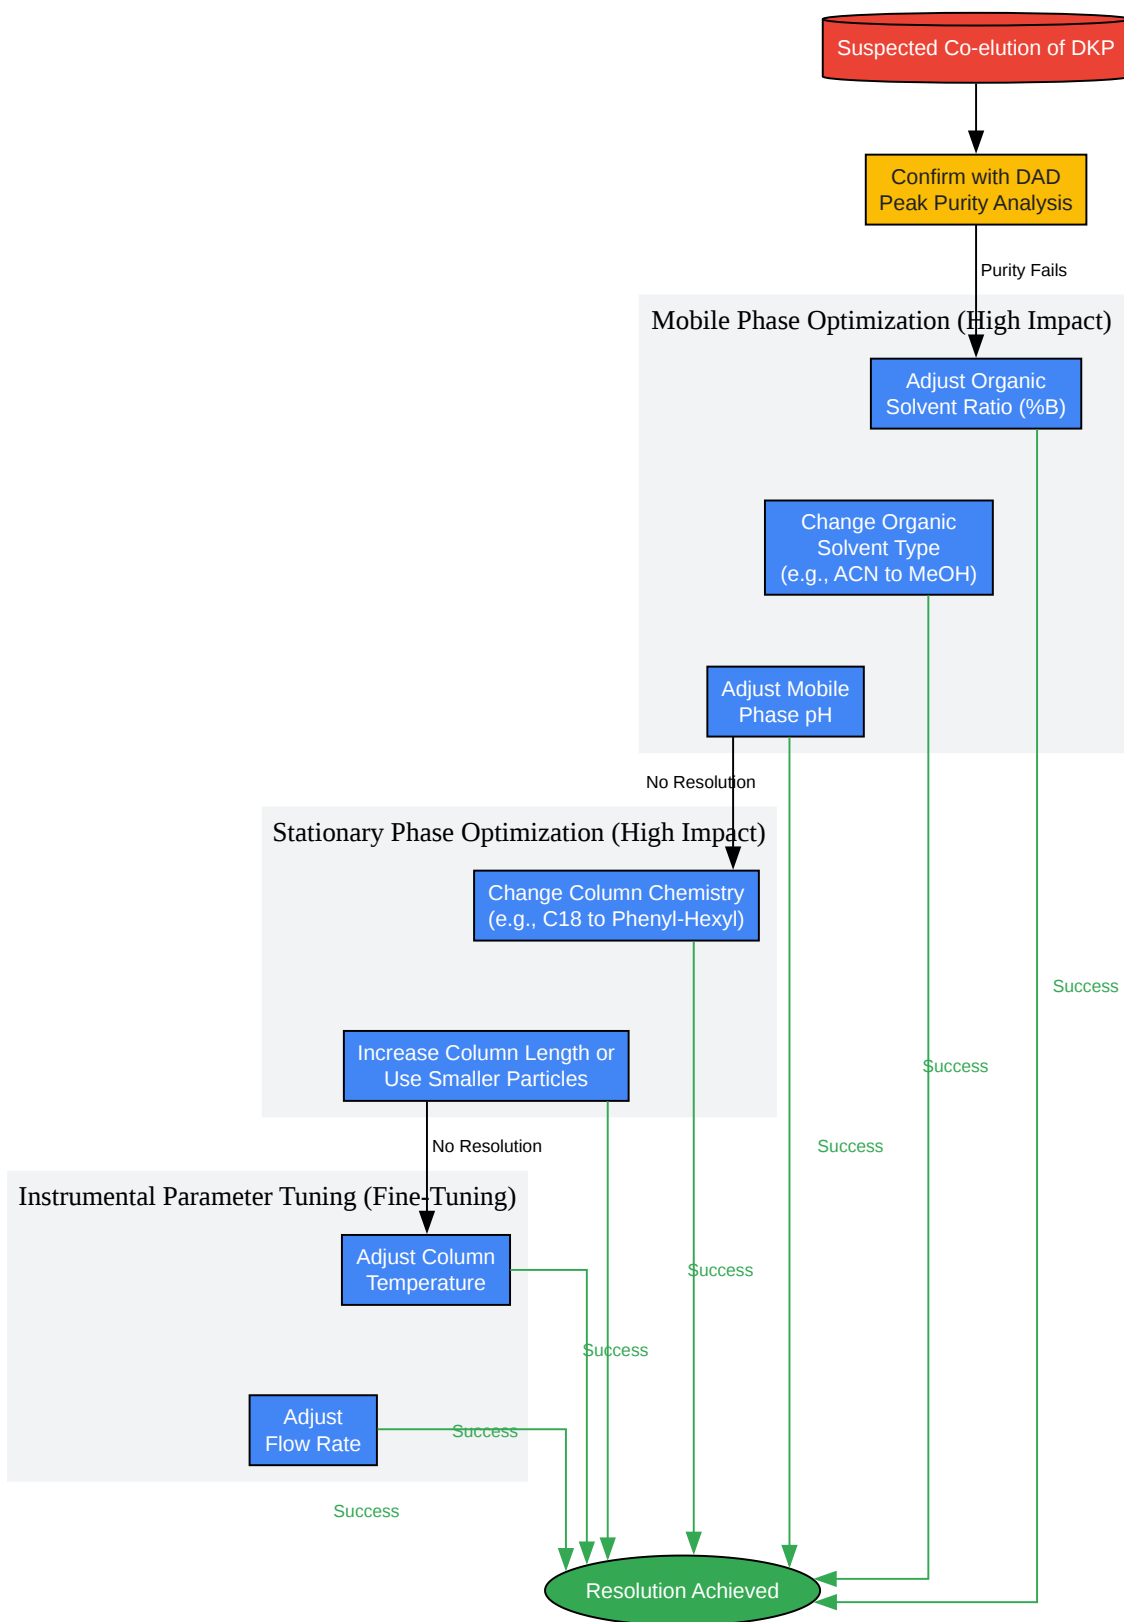 Suspected Co-elution of DKP
Confirm with DAD
Peak Purity Analysis
Purity Fails
Mobile Phase Optimization (High Impact)
Adjust Organic
Solvent Ratio (%B)
Change Organic
Solvent Type
(e.g., ACN to MeOH)
Adjust Mobile
Phase pH
No Resolution
Stationary Phase Optimization (High Impact)
Change Column Chemistry
(e.g., C18 to Phenyl-Hexyl)
Success
Increase Column Length or
Use Smaller Particles
Success
No Resolution
Success
Instrumental Parameter Tuning (Fine-Tuning)
Adjust Column
Temperature
Success
Success
Adjust
Flow Rate
Success
Success
Resolution Achieved